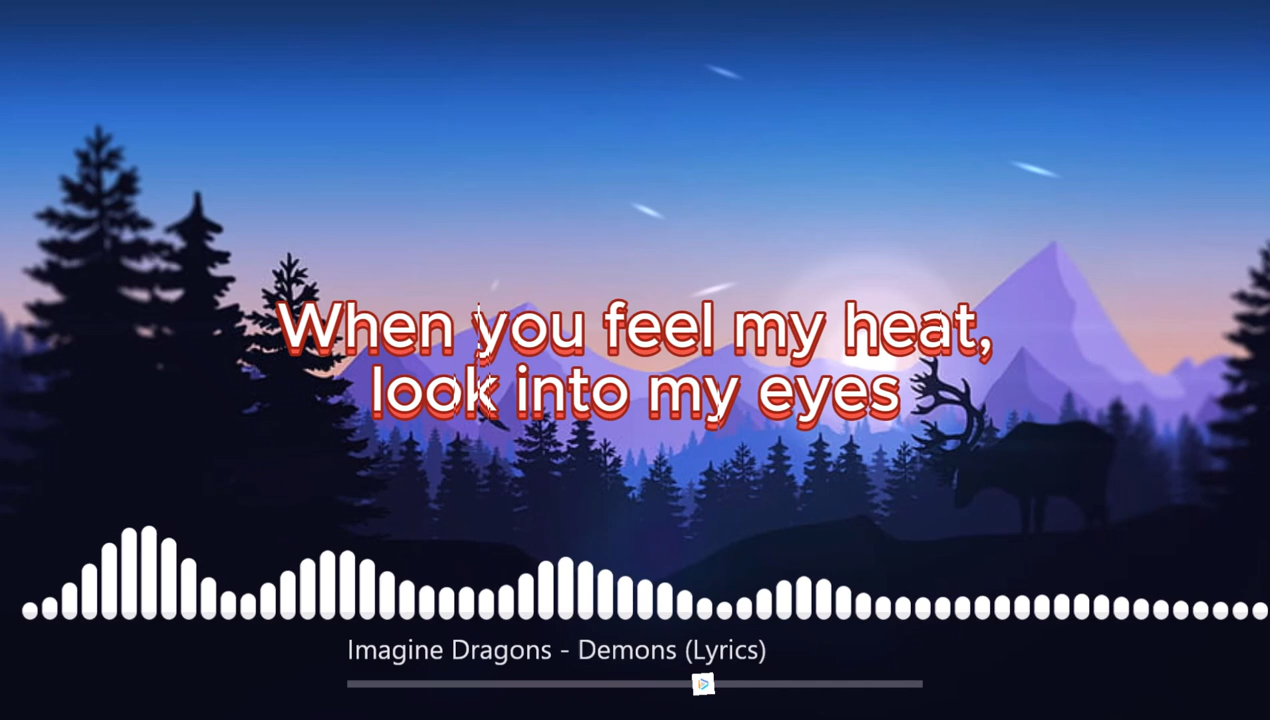 When you feel my heat,
look into my eyes
Imagine Dragons - Demons (Lyrics)